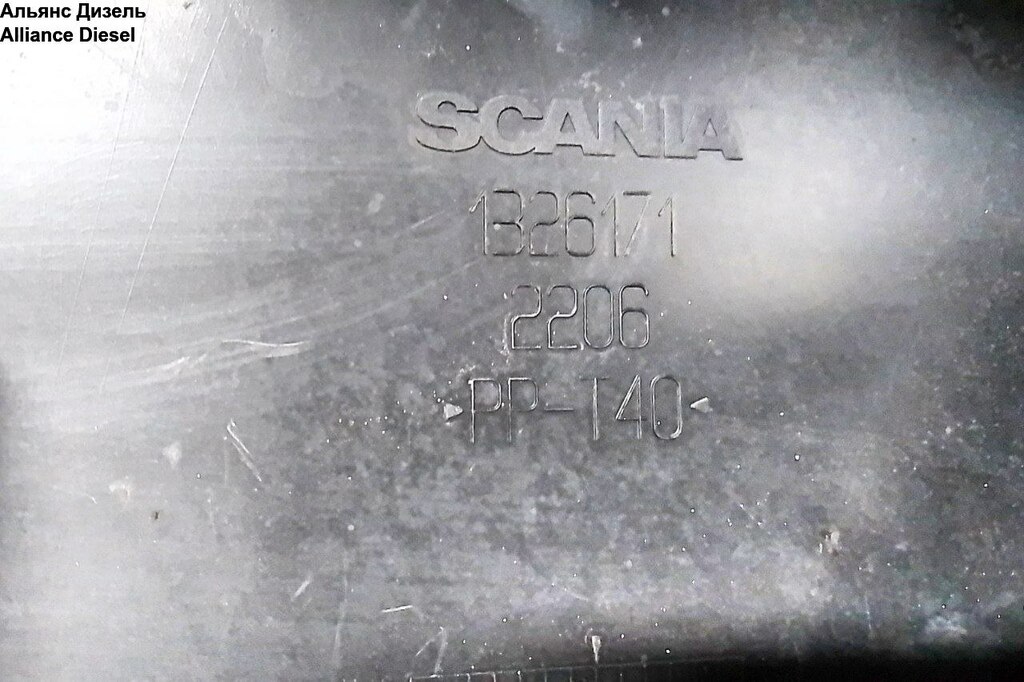 Альянс Дизель
Alliance Diesel
SCANIA
1326171
2206
>PP-T40<